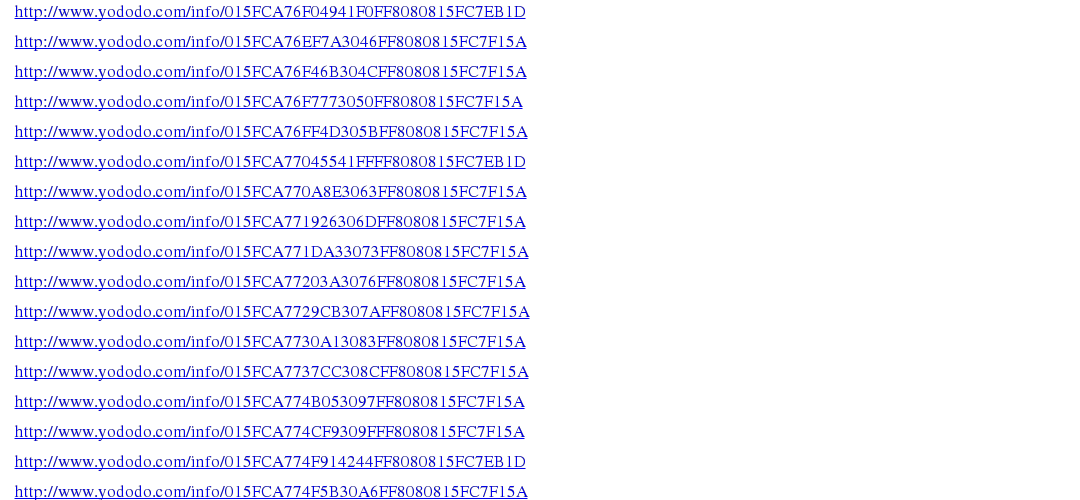 http://www.yododo.com/info/015FCA76F04941F0FF8080815FC7EB1D
http://www.yododo.com/info/015FCA76EF7A3046FF8080815FC7F15A
http://www.yododo.com/info/015FCA76F46B304CFF8080815FC7F15A
http://www.yododo.com/info/015FCA76F7773050FF8080815FC7F15A
http://www.yododo.com/info/015FCA76FF4D305BFF8080815FC7F15A
http://www.yododo.com/info/015FCA77045541FFFF8080815FC7EB1D
http://www.yododo.com/info/015FCA770A8E3063FF8080815FC7F15A
http://www.yododo.com/info/015FCA771926306DFF8080815FC7F15A
http://www.yododo.com/info/015FCA771DA33073FF8080815FC7F15A
http://www.yododo.com/info/015FCA77203A3076FF8080815FC7F15A
http://www.yododo.com/info/015FCA7729CB307AFF8080815FC7F15A
http://www.yododo.com/info/015FCA7730A13083FF8080815FC7F15A
http://www.yododo.com/info/015FCA7737CC308CFF8080815FC7F15A
http://www.yododo.com/info/015FCA774B053097FF8080815FC7F15A
http://www.yododo.com/info/015FCA774CF9309FFF8080815FC7F15A
http://www.yododo.com/info/015FCA774F914244FF8080815FC7EB1D
http://www.yododo.com/info/015FCA774F5B30A6FF8080815FC7F15A